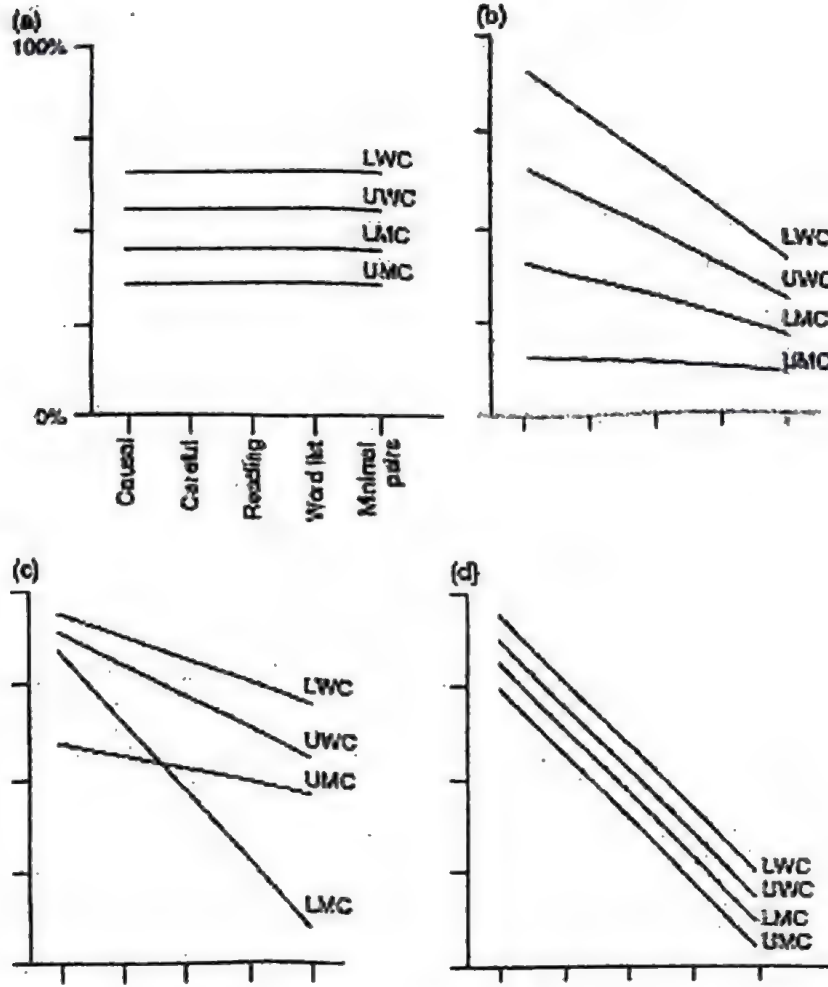 (a)
100%
LWC
UWC
LMC
UMC
0%
Causal
Careful
Reading
Word list
Minimal
pairs
(b)
LWC
UWC
LMC
UMC
(c)
LWC
UWC
UMC
LMC
(d)
LWC
UWC
LMC
UMC